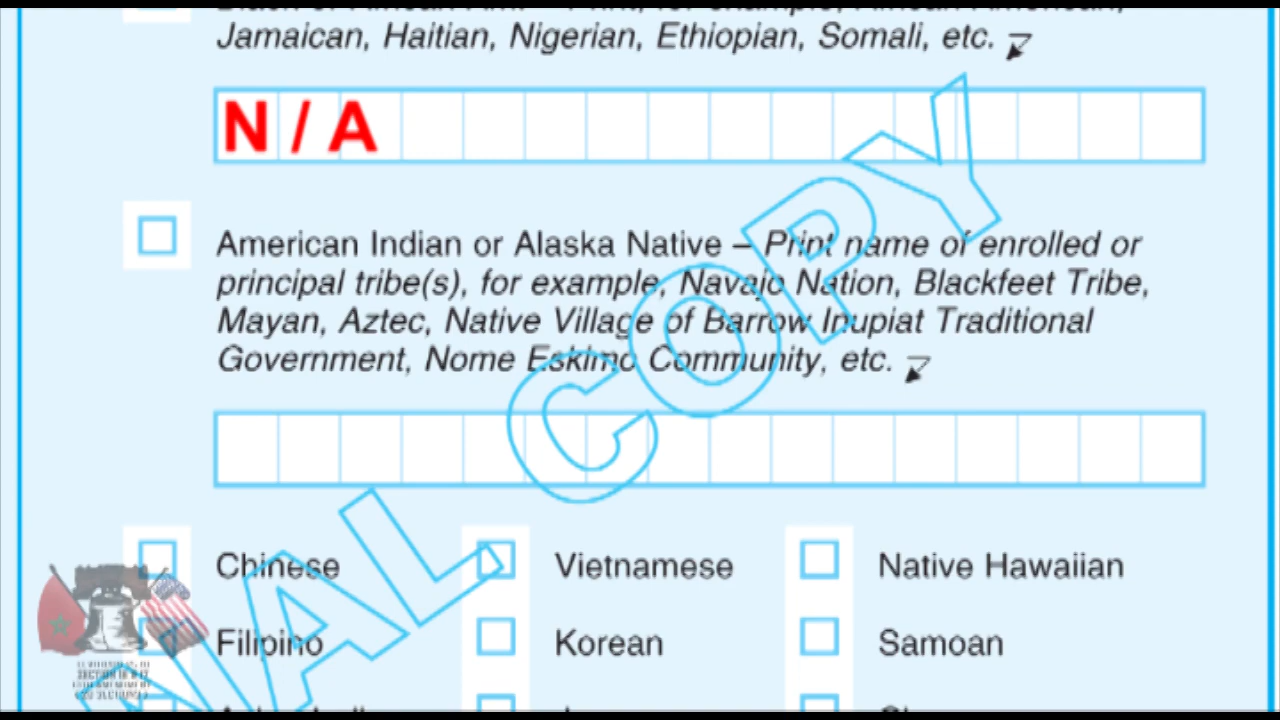 Jamaican, Haitian, Nigerian, Ethiopian, Somali, etc.
N / A
American Indian or Alaska Native – Print name of enrolled or
principal tribe(s), for example, Navajo Nation, Blackfeet Tribe,
Mayan, Aztec, Native Village of Barrow Inupiat Traditional
Government, Nome Eskimo Community, etc.
Chinese Vietnamese Native Hawaiian
Filipino Korean Samoan
NAL COPY